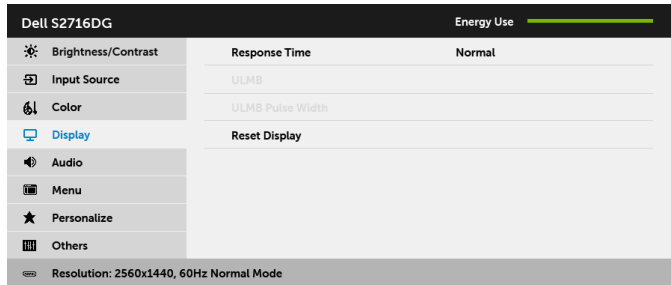 Dell S2716DG
Energy Use
Brightness/Contrast
Response Time Normal
Input Source
ULMB
Color
ULMB Pulse Width
Display
Reset Display
Audio
Menu
Personalize
Others
Resolution: 2560x1440, 60Hz Normal Mode